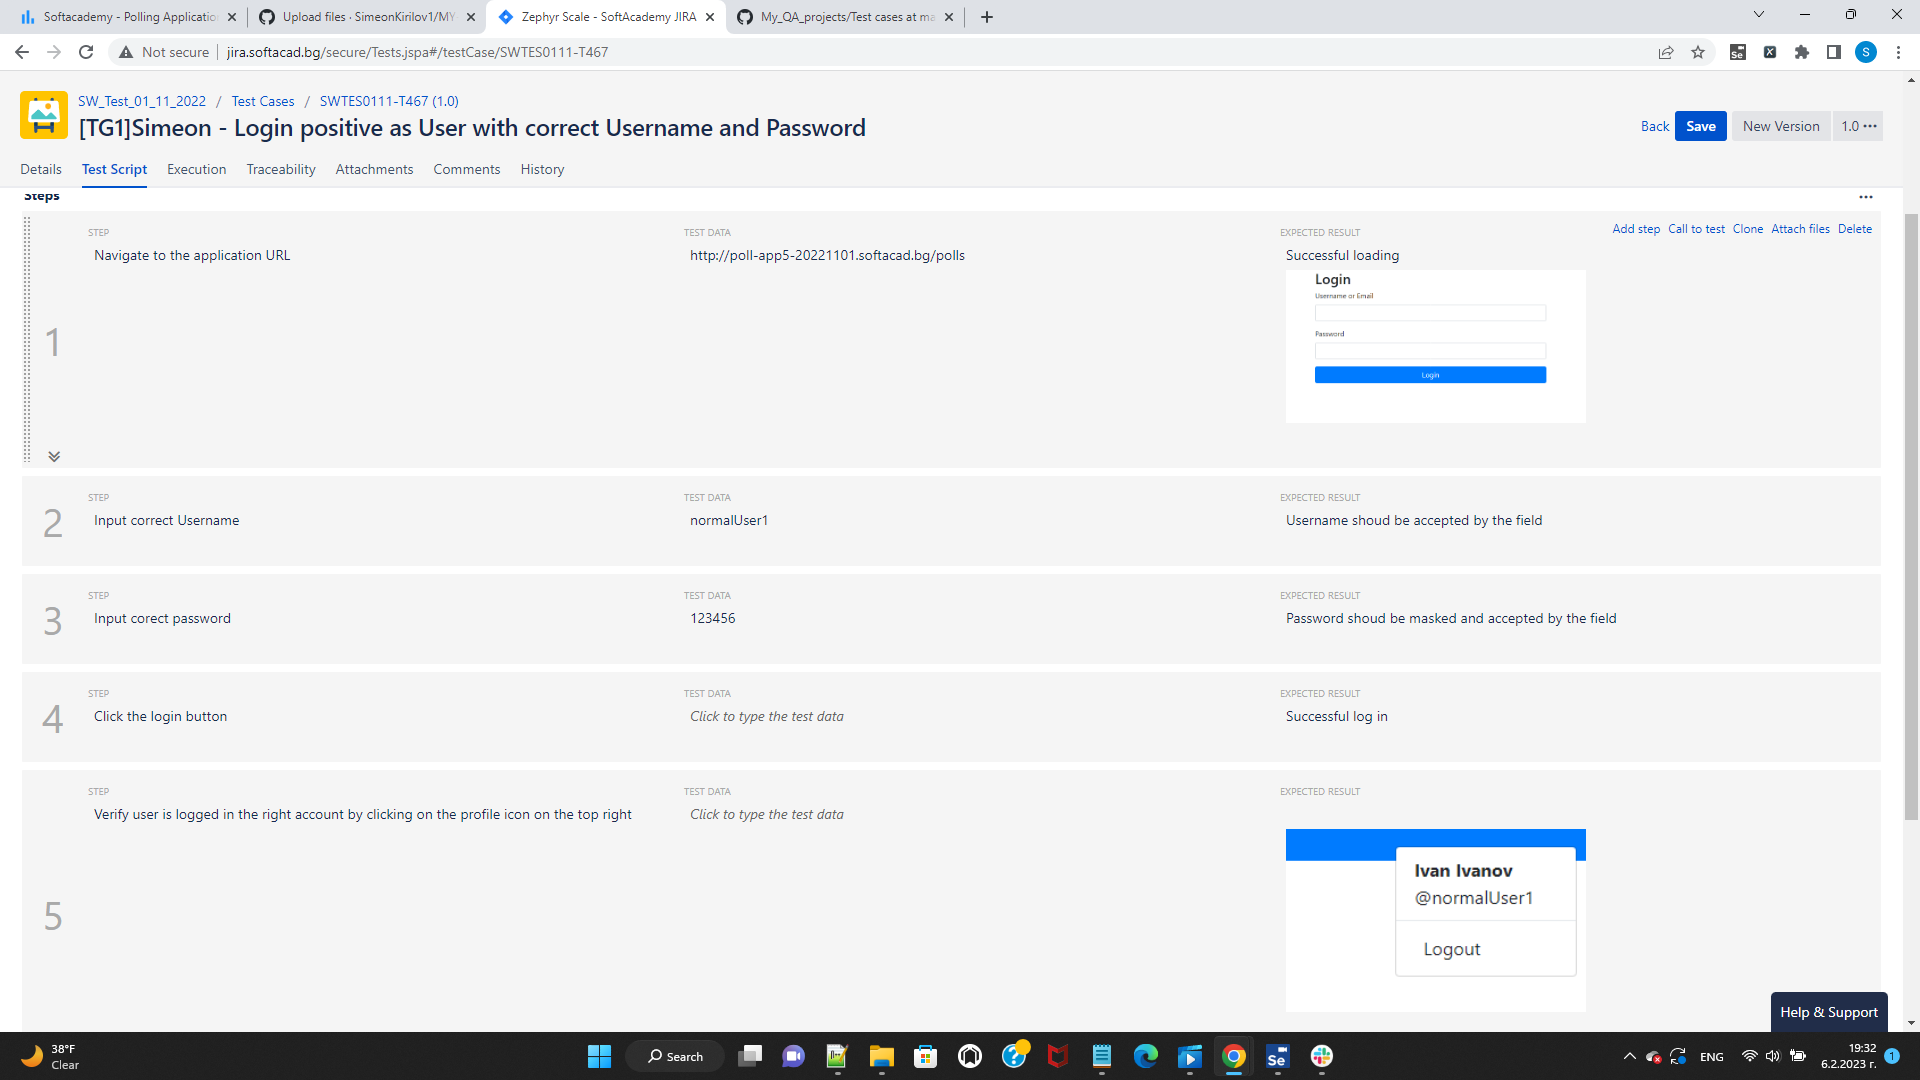 Softacademy - Polling Application
Upload files · SimeonKirilov1/MY
Zephyr Scale - SoftAcademy JIRA
My_QA_projects/Test cases at ma
Not secure
jira.softacad.bg/secure/Tests.jspa#/testCase/SWTES0111-T467
Se
X
S
SW_Test_01_11_2022 / Test Cases / SWTES0111-T467 (1.0)
[TG1]Simeon - Login positive as User with correct Username and Password
Back
Save
New Version
1.0
Details
Test Script
Execution
Traceability
Attachments
Comments
History
Steps
Add step Call to test Clone Attach files Delete
1
STEP
Navigate to the application URL
TEST DATA
http://poll-app5-20221101.softacad.bg/polls
EXPECTED RESULT
Successful loading
Login
Username or Email
Password
Login
2
STEP
Input correct Username
TEST DATA
normalUser1
EXPECTED RESULT
Username shoud be accepted by the field
3
STEP
Input corect password
TEST DATA
123456
EXPECTED RESULT
Password shoud be masked and accepted by the field
4
STEP
Click the login button
TEST DATA
Click to type the test data
EXPECTED RESULT
Successful log in
5
STEP
Verify user is logged in the right account by clicking on the profile icon on the top right
TEST DATA
Click to type the test data
EXPECTED RESULT
Ivan Ivanov
@normalUser1
Logout
Help & Support
38°F
Clear
Search
Se
ENG
19:32
6.2.2023 г.
1